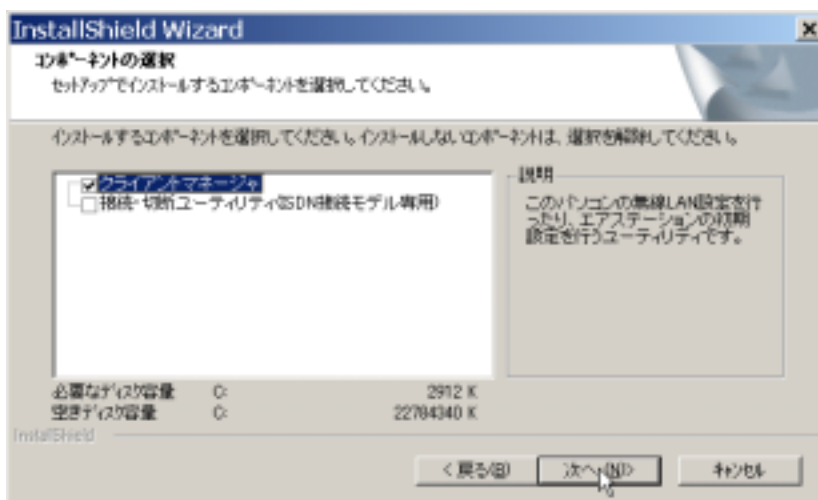 InstallShield Wizard
コンポーネントの選択
セットアップでインストールするコンポーネントを選択してください。
インストールするコンポーネントを選択してください。インストールしないコンポーネントは、選択を解除してください。
クライアントマネージャ
接続・切断ユーティリティ(ISDN接続モデル専用)
説明
このパソコンの無線LAN設定を行
ったり、エアステーションの初期
設定を行うユーティリティです。
必要なディスク容量 C: 2912 K
空きディスク容量 C: 22784340 K
InstallShield
< 戻る(B) 次へ(N)> キャンセル